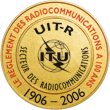 LE RÈGLEMENT DES RADIOCOMMUNICATIONS A 100 ANS
UIT-R
ITU
SECTEUR DES RADIOCOMMUNICATIONS
1906 - 2006